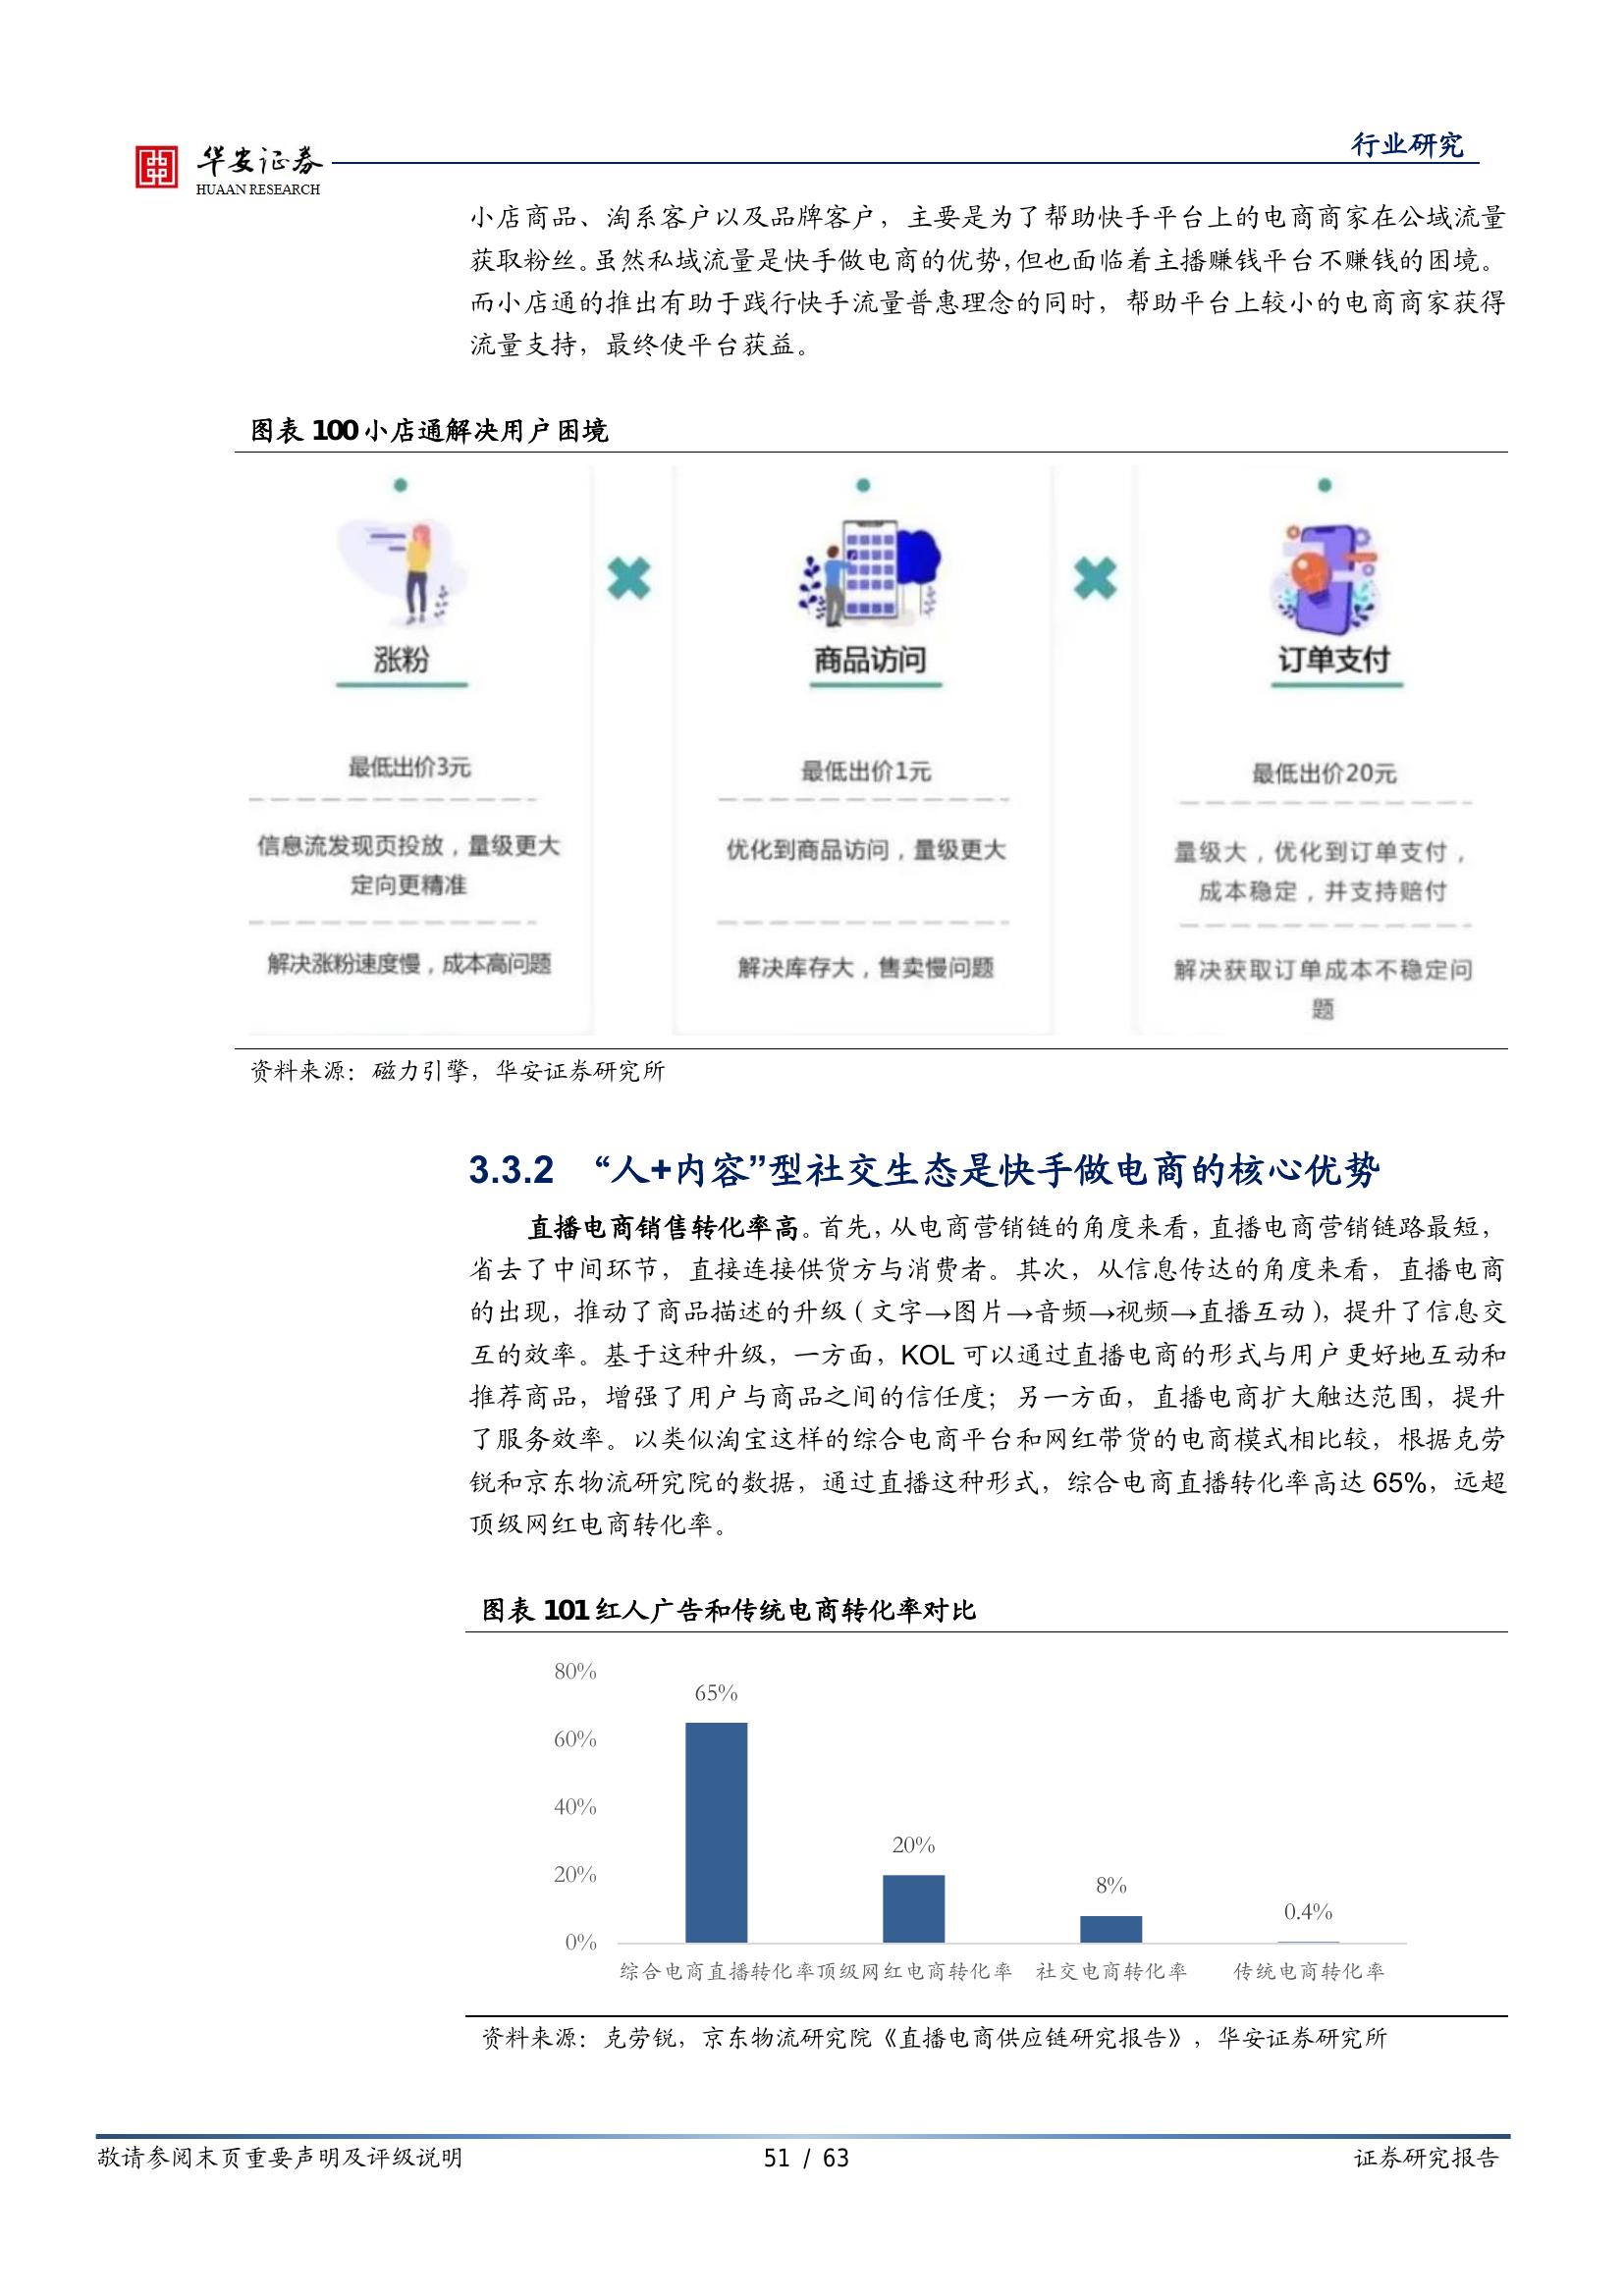 华安证券
HUAAN RESEARCH
行业研究
小店商品、淘系客户以及品牌客户，主要是为了帮助快手平台上的电商商家在公域流量
获取粉丝。虽然私域流量是快手做电商的优势，但也面临着主播赚钱平台不赚钱的困境。
而小店通的推出有助于践行快手流量普惠理念的同时，帮助平台上较小的电商商家获得
流量支持，最终使平台获益。
图表 100 小店通解决用户困境
涨粉
最低出价3元
信息流发现页投放，量级更大
定向更精准
解决涨粉速度慢，成本高问题
商品访问
最低出价1元
优化到商品访问，量级更大
解决库存大，售卖慢问题
订单支付
最低出价20元
量级大，优化到订单支付，
成本稳定，并支持赔付
解决获取订单成本不稳定问
题
资料来源：磁力引擎，华安证券研究所
3.3.2 “人+内容”型社交生态是快手做电商的核心优势
直播电商销售转化率高。首先，从电商营销链的角度来看，直播电商营销链路最短，
省去了中间环节，直接连接供货方与消费者。其次，从信息传达的角度来看，直播电商
的出现，推动了商品描述的升级（文字→图片→音频→视频→直播互动），提升了信息交
互的效率。基于这种升级，一方面，KOL 可以通过直播电商的形式与用户更好地互动和
推荐商品，增强了用户与商品之间的信任度；另一方面，直播电商扩大触达范围，提升
了服务效率。以类似淘宝这样的综合电商平台和网红带货的电商模式相比较，根据克劳
锐和京东物流研究院的数据，通过直播这种形式，综合电商直播转化率高达 65%，远超
顶级网红电商转化率。
图表 101 红人广告和传统电商转化率对比
80%
60%
40%
20%
0%
65%
20%
8%
0.4%
综合电商直播转化率 顶级网红电商转化率 社交电商转化率 传统电商转化率
资料来源：克劳锐，京东物流研究院《直播电商供应链研究报告》，华安证券研究所
敬请参阅末页重要声明及评级说明
51 / 63
证券研究报告